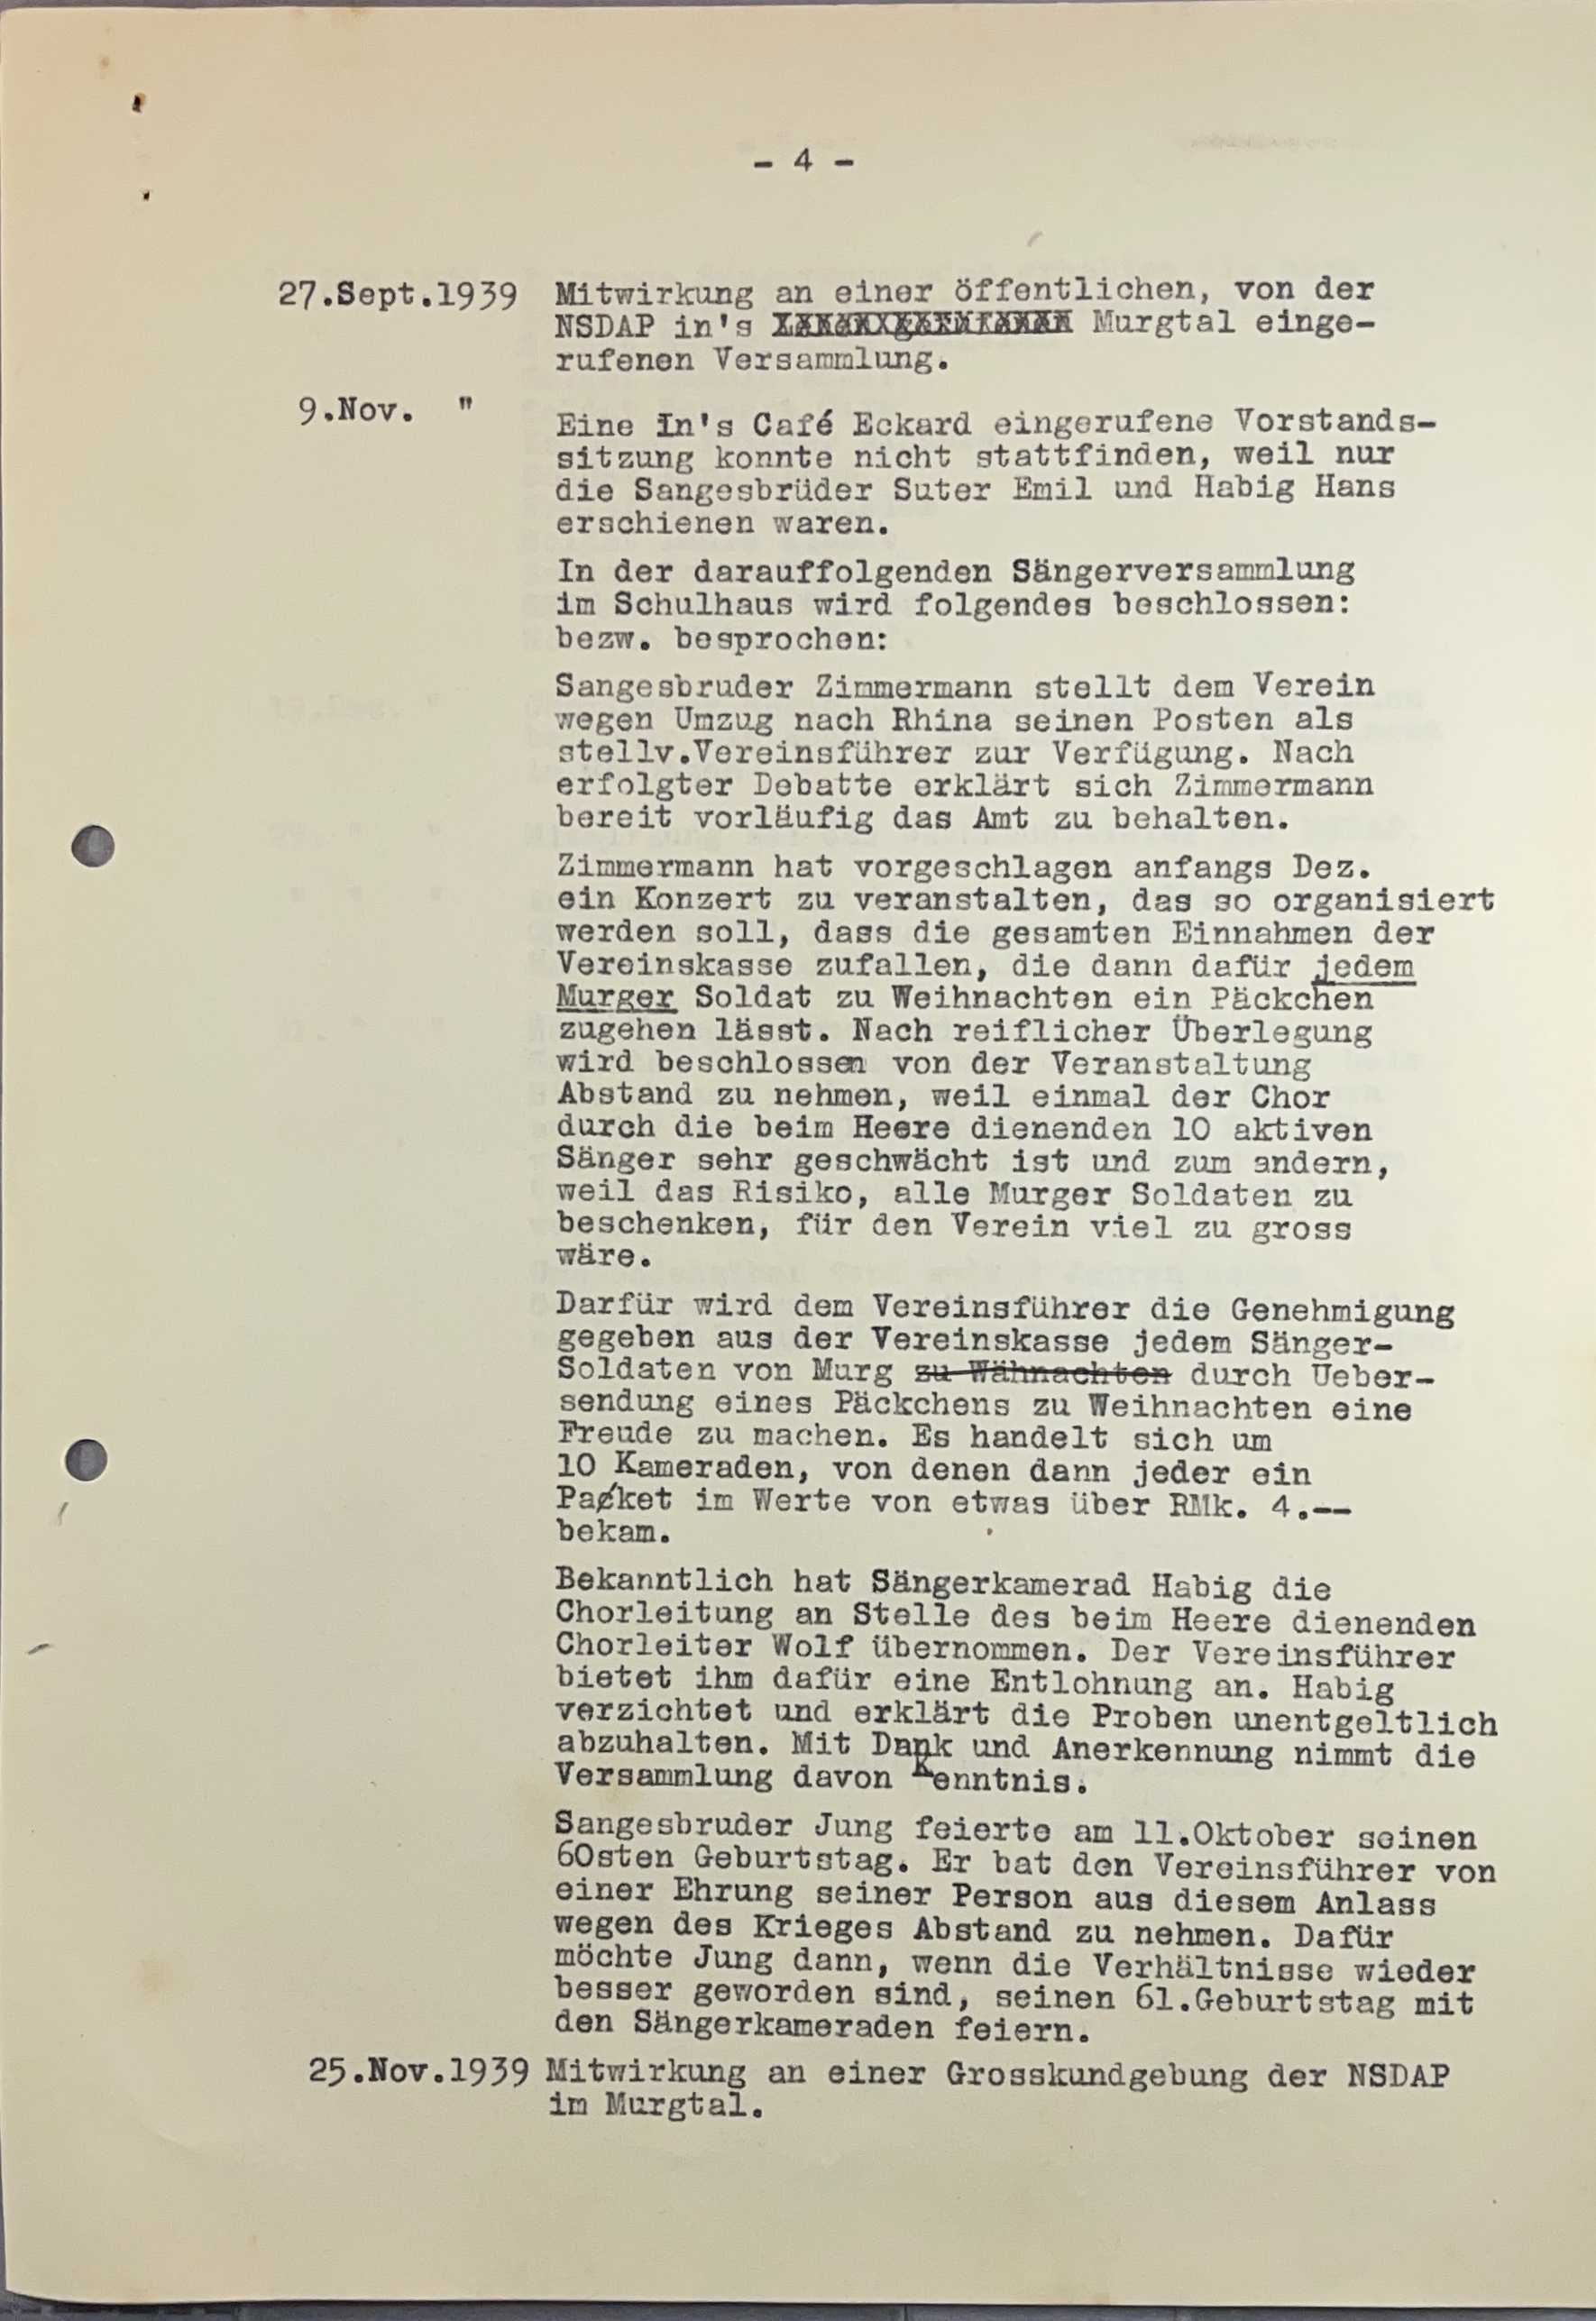 - 4 -
27.Sept.1939 Mitwirkung an einer öffentlichen, von der
NSDAP in's Murgtal einge-
rufenen Versammlung.
9.Nov. "
Eine In's Café Eckard eingerufene Vorstands-
sitzung konnte nicht stattfinden, weil nur
die Sangesbrüder Suter Emil und Habig Hans
erschienen waren.
In der darauffolgenden Sängerversammlung
im Schulhaus wird folgendes beschlossen:
bezw. besprochen:
Sangesbruder Zimmermann stellt dem Verein
wegen Umzug nach Rhina seinen Posten als
stellv.Vereinsführer zur Verfügung. Nach
erfolgter Debatte erklärt sich Zimmermann
bereit vorläufig das Amt zu behalten.
Zimmermann hat vorgeschlagen anfangs Dez.
ein Konzert zu veranstalten, das so organisiert
werden soll, dass die gesamten Einnahmen der
Vereinskasse zufallen, die dann dafür jedem
Murger Soldat zu Weihnachten ein Päckchen
zugehen lässt. Nach reiflicher Überlegung
wird beschlossen von der Veranstaltung
Abstand zu nehmen, weil einmal der Chor
durch die beim Heere dienenden 10 aktiven
Sänger sehr geschwächt ist und zum andern,
weil das Risiko, alle Murger Soldaten zu
beschenken, für den Verein viel zu gross
wäre.
Darfür wird dem Vereinsführer die Genehmigung
gegeben aus der Vereinskasse jedem Sänger-
Soldaten von Murg zu Wähnachten durch Ueber-
sendung eines Päckchens zu Weihnachten eine
Freude zu machen. Es handelt sich um
10 Kameraden, von denen dann jeder ein
Packet im Werte von etwas über RMk. 4.--
bekam.
Bekanntlich hat Sängerkamerad Habig die
Chorleitung an Stelle des beim Heere dienenden
Chorleiter Wolf übernommen. Der Vereinsführer
bietet ihm dafür eine Entlohnung an. Habig
verzichtet und erklärt die Proben unentgeltlich
abzuhalten. Mit Dank und Anerkennung nimmt die
Versammlung davon Kenntnis.
Sangesbruder Jung feierte am 11.Oktober seinen
60sten Geburtstag. Er bat den Vereinsführer von
einer Ehrung seiner Person aus diesem Anlass
wegen des Krieges Abstand zu nehmen. Dafür
möchte Jung dann, wenn die Verhältnisse wieder
besser geworden sind, seinen 61.Geburtstag mit
den Sängerkameraden feiern.
25.Nov.1939 Mitwirkung an einer Grosskundgebung der NSDAP
im Murgtal.